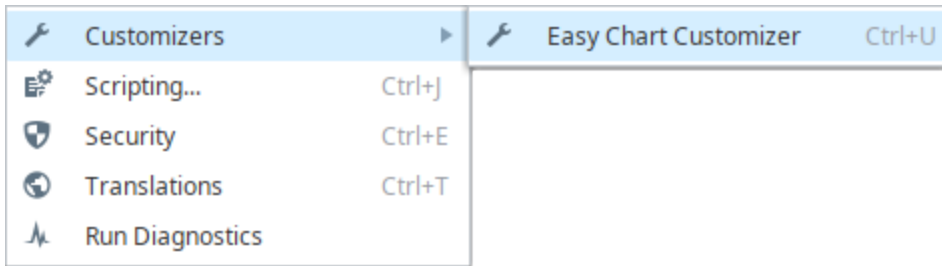 Customizers Easy Chart Customizer Ctrl+U
Scripting... Ctrl+J
Security Ctrl+E
Translations Ctrl+T
Run Diagnostics